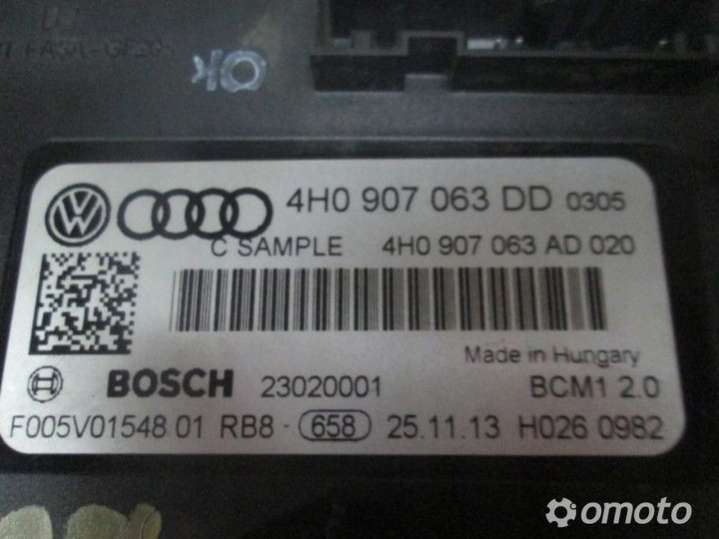 OK
4H0 907 063 DD 0305
C SAMPLE 4H0 907 063 AD 020
Made in Hungary
BOSCH 23020001 BCM1 2.0
F005V01548 01 RB8 - 658 25.11.13 H026 0982
omoto